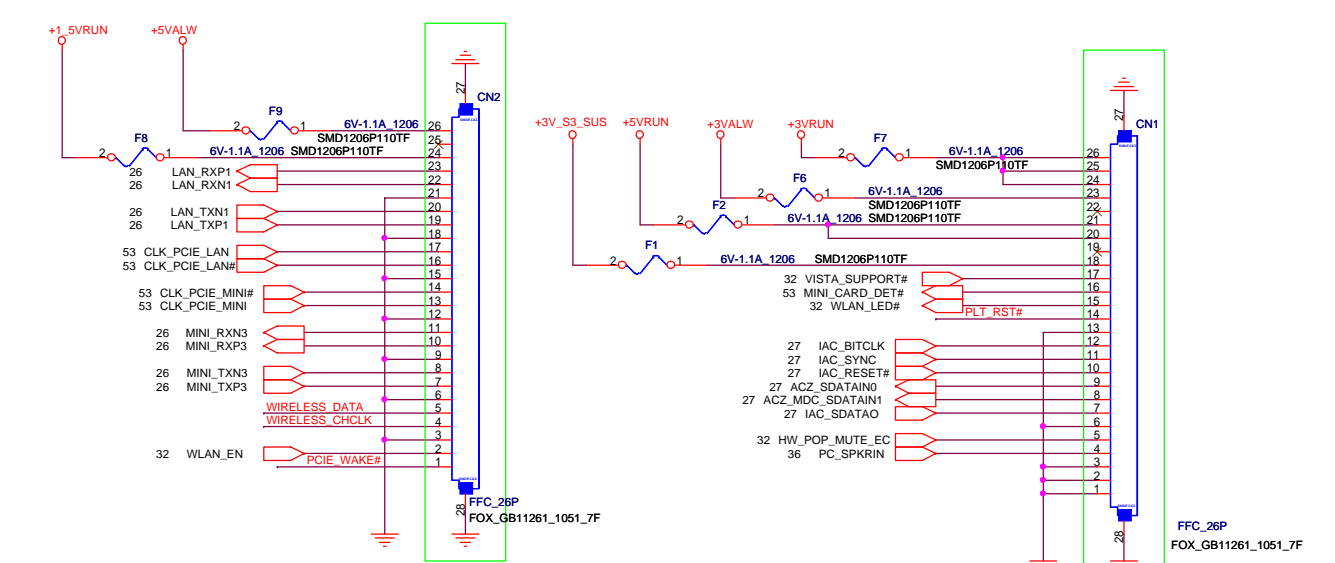 +1_5VRUN
+5VALW
27
CN2
F9
2
1
6V-1.1A_1206
26
SMD1206P110TF
25
F8
2
1
6V-1.1A_1206
SMD1206P110TF
24
26 LAN_RXP1
23
26 LAN_RXN1
22
21
26 LAN_TXN1
20
26 LAN_TXP1
19
18
53 CLK_PCIE_LAN
17
53 CLK_PCIE_LAN#
16
15
53 CLK_PCIE_MINI#
14
53 CLK_PCIE_MINI
13
12
26 MINI_RXN3
11
26 MINI_RXP3
10
9
26 MINI_TXN3
8
26 MINI_TXP3
7
6
WIRELESS_DATA
5
WIRELESS_CHCLK
4
3
32 WLAN_EN
2
PCIE_WAKE#
1
28
FFC_26P
FOX_GB11261_1051_7F
+3V_S3_SUS
+5VRUN
+3VALW
+3VRUN
27
CN1
F7
2
1
6V-1.1A_1206
26
SMD1206P110TF
25
24
F6
2
1
6V-1.1A_1206
23
SMD1206P110TF
22
F2
2
1
6V-1.1A_1206
SMD1206P110TF
21
20
19
F1
2
1
6V-1.1A_1206
SMD1206P110TF
18
32 VISTA_SUPPORT#
17
53 MINI_CARD_DET#
16
32 WLAN_LED#
15
PLT_RST#
14
13
27 IAC_BITCLK
12
27 IAC_SYNC
11
27 IAC_RESET#
10
27 ACZ_SDATAIN0
9
27 ACZ_MDC_SDATAIN1
8
27 IAC_SDATAO
7
6
32 HW_POP_MUTE_EC
5
36 PC_SPKRIN
4
3
2
1
28
FFC_26P
FOX_GB11261_1051_7F